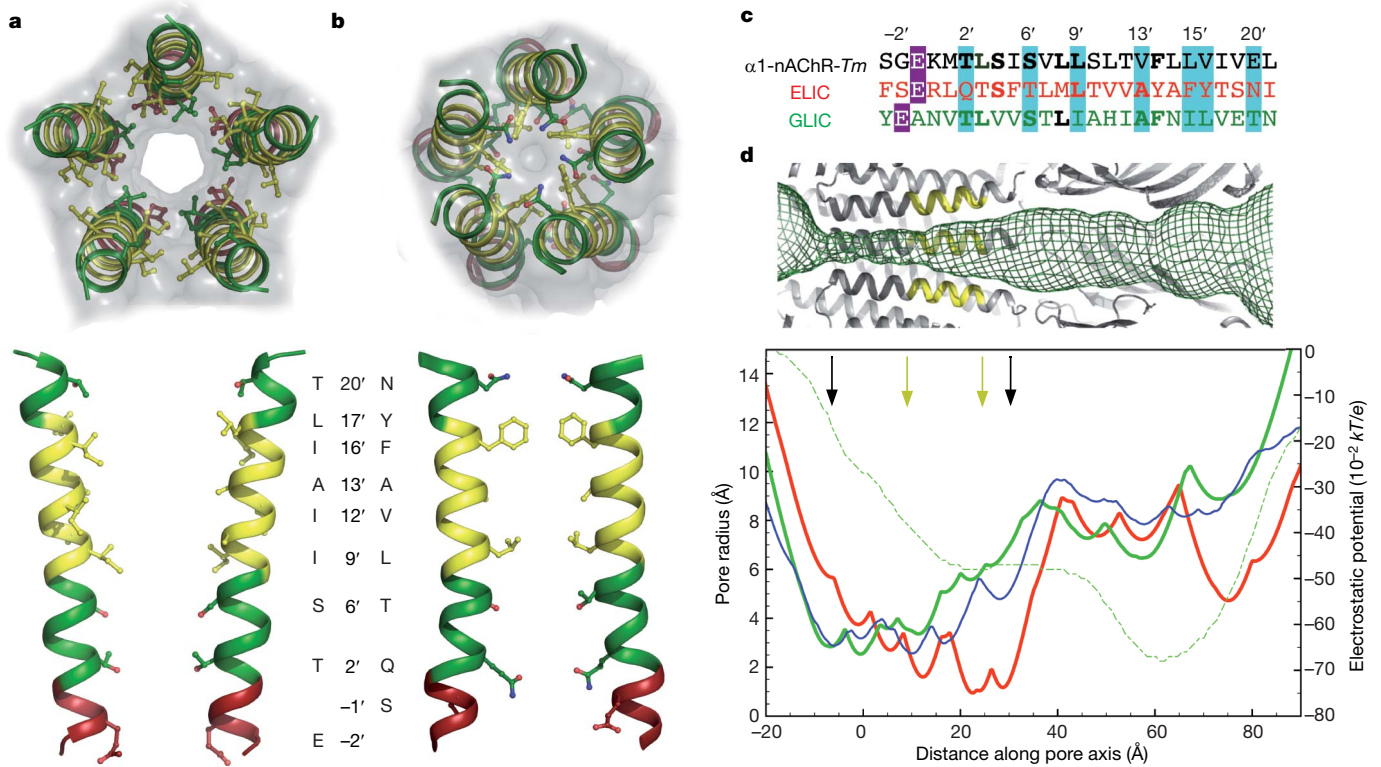 a
b
c
−2′ 2′ 6′ 9′ 13′ 15′ 20′
α1-nAChR-Tm SGEKMTLSISVLLSLTVFLLVIVEL
ELIC FSERLQTSFTLMLTVVAYAFYTSNI
GLIC YEANVTLVVSTLIAHIAFNILVETN
d
T 20′ N
L 17′ Y
I 16′ F
A 13′ A
I 12′ V
I 9′ L
S 6′ T
T 2′ Q
−1′ S
E −2′
14
12
10
8
6
4
2
0
Pore radius (Å)
0
−10
−20
−30
−40
−50
−60
−70
−80
Electrostatic potential (10−2 kT/e)
−20 0 20 40 60 80
Distance along pore axis (Å)